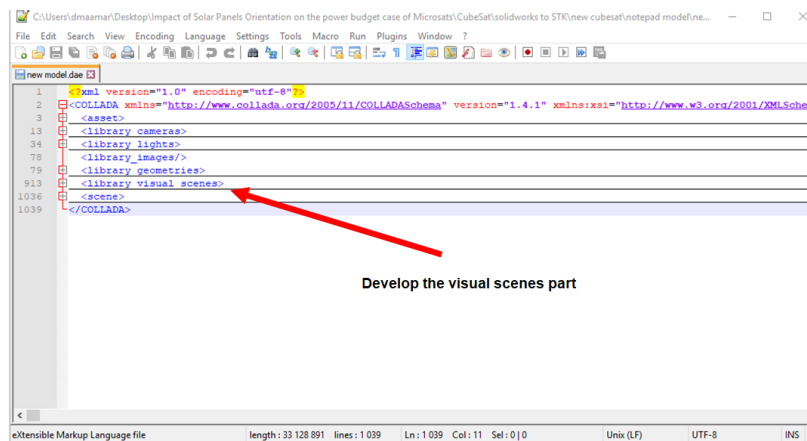 C:\Users\dmaamar\Desktop\Impact of Solar Panels Orientation on the power budget case of Microsats\CubeSat\solidworks to STK\new cubesat\notepad model\ne...
File Edit Search View Encoding Language Settings Tools Macro Run Plugins Window ?
new model.dae
1 <?xml version="1.0" encoding="utf-8"?>
2 <COLLADA xmlns="http://www.collada.org/2005/11/COLLADASchema" version="1.4.1" xmlns:xsi="http://www.w3.org/2001/XMLSche
3 <asset>
13 <library_cameras>
34 <library_lights>
78 <library_images/>
79 <library_geometries>
913 <library_visual_scenes>
1036 <scene>
1039 </COLLADA>
Develop the visual scenes part
eXtensible Markup Language file length : 33 128 891 lines : 1 039 Ln : 1 039 Col : 11 Sel : 0 | 0 Unix (LF) UTF-8 INS